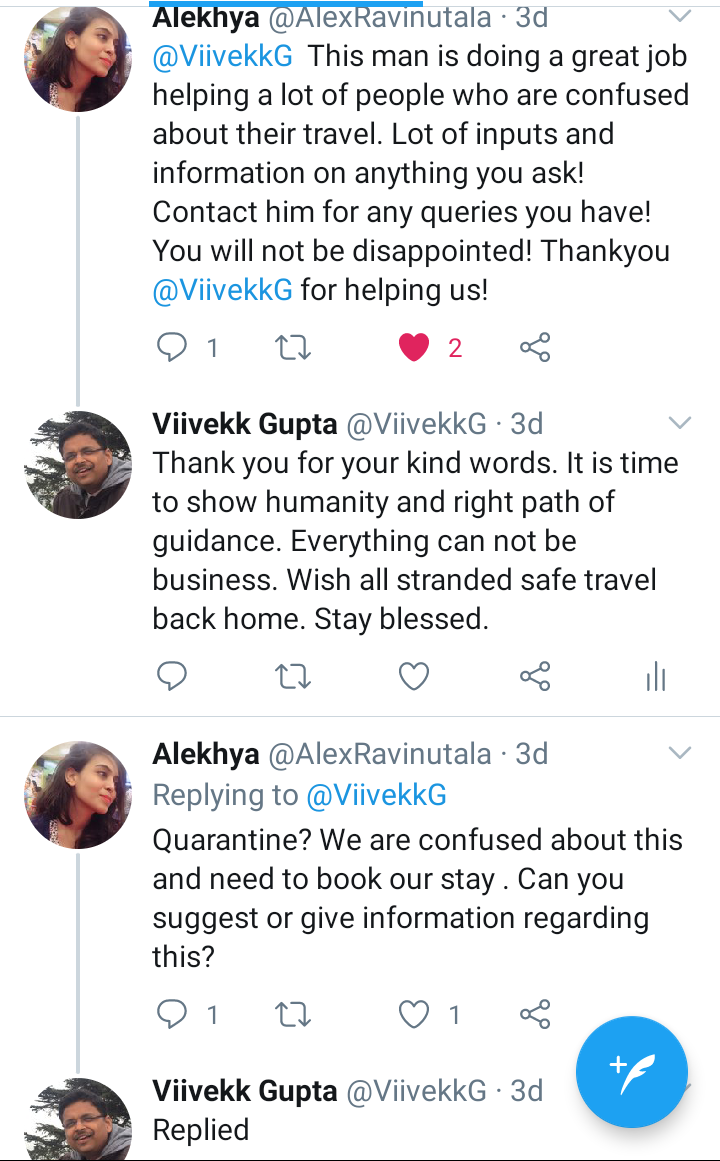 Alekhya @AlexRavinutala · 3d
@ViivekkG This man is doing a great job
helping a lot of people who are confused
about their travel. Lot of inputs and
information on anything you ask!
Contact him for any queries you have!
You will not be disappointed! Thankyou
@ViivekkG for helping us!
1 2
Viivekk Gupta @ViivekkG · 3d
Thank you for your kind words. It is time
to show humanity and right path of
guidance. Everything can not be
business. Wish all stranded safe travel
back home. Stay blessed.
Alekhya @AlexRavinutala · 3d
Replying to @ViivekkG
Quarantine? We are confused about this
and need to book our stay . Can you
suggest or give information regarding
this?
1 1
Viivekk Gupta @ViivekkG · 3d
Replied